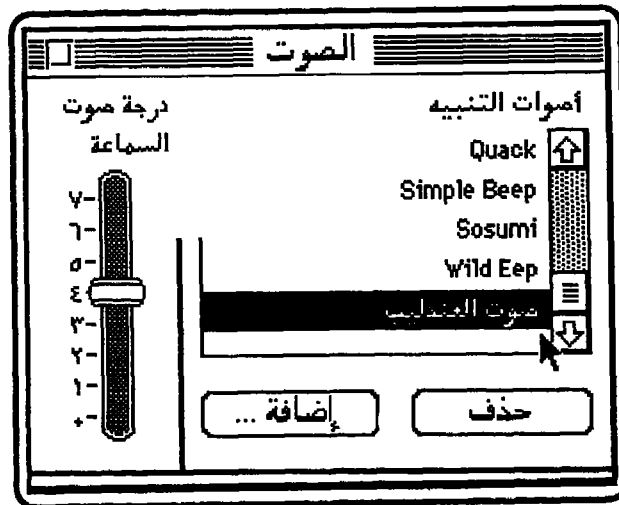 الصوت
أصوات التنبيه
Quack
Simple Beep
Sosumi
Wild Eep
صوت العندليب
حذف
إضافة ...
درجة صوت
السماعة
٧
٦
٥
٤
٣
٢
١
٠